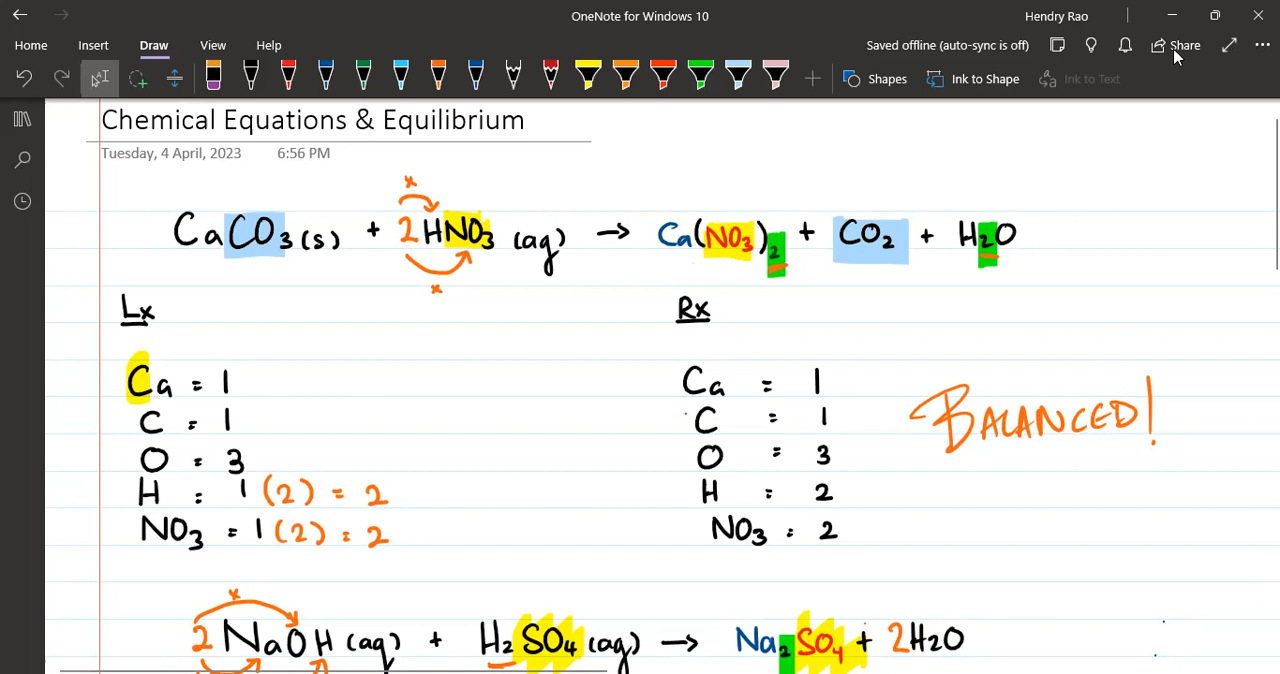 OneNote for Windows 10
Hendry Rao
Home Insert Draw View Help
Saved offline (auto-sync is off)
Share
Shapes
Ink to Shape
Ink to Text
Chemical Equations & Equilibrium
Tuesday, 4 April, 2023 6:56 PM
x
CaCO₃(s) + 2HNO₃ (aq) → Ca(NO₃)₂ + CO₂ + H₂O
x
Lx
Rx
Ca = 1
Ca = 1
C = 1
C = 1
BALANCED!
O = 3
O = 3
H = 1 (2) = 2
H = 2
NO₃ = 1 (2) = 2
NO₃ = 2
x
2NaOH (aq) + H₂SO₄ (aq) → Na₂SO₄ + 2H₂O